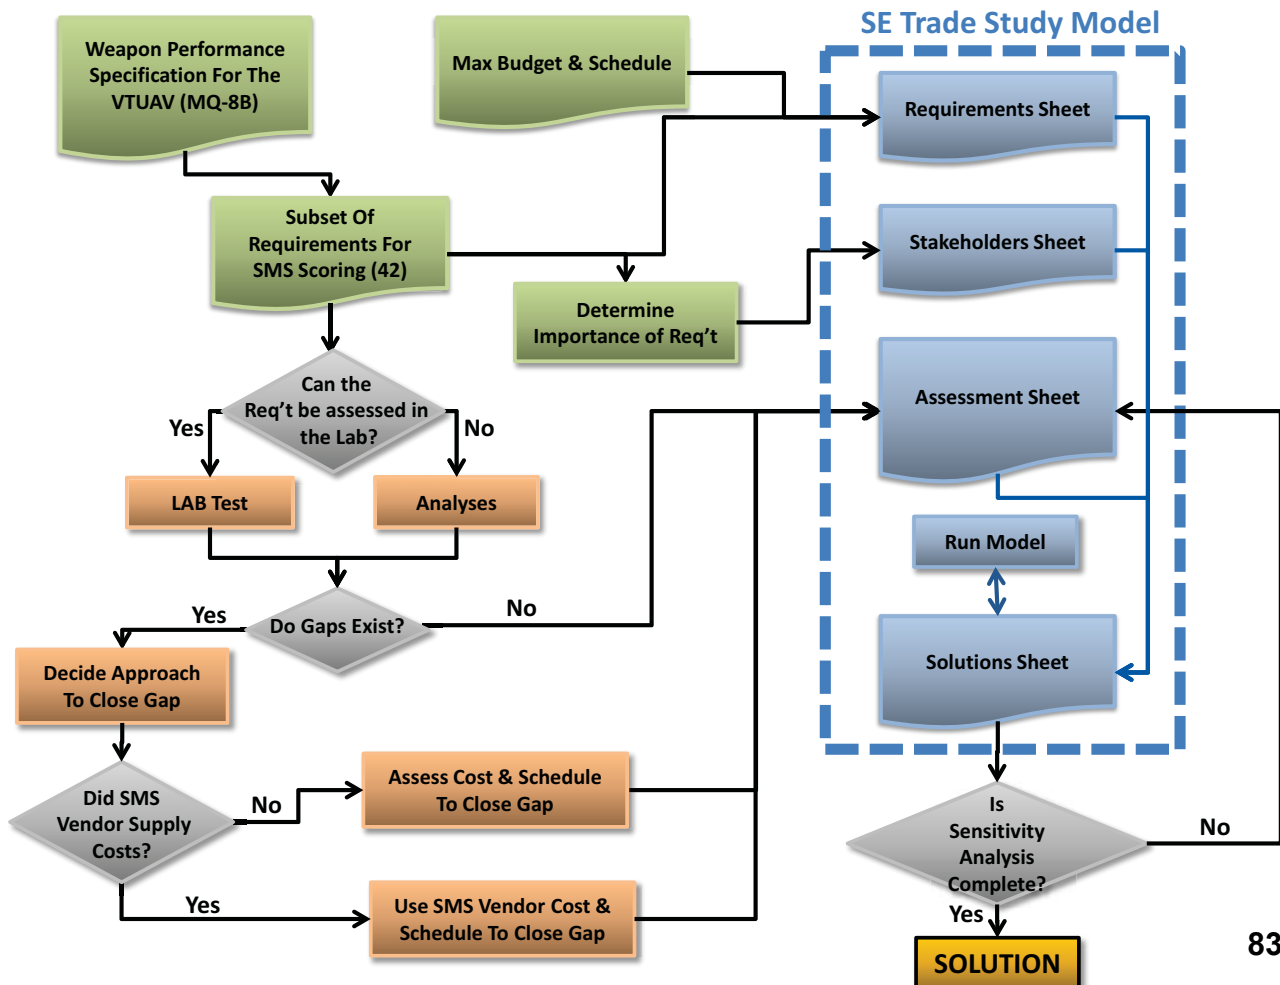 SE Trade Study Model
Weapon Performance
Specification For The
VTUAV (MQ-8B)
Max Budget & Schedule
Requirements Sheet
Subset Of
Requirements For
SMS Scoring (42)
Stakeholders Sheet
Determine
Importance of Req't
Can the
Req't be assessed in
the Lab?
Yes
No
Assessment Sheet
LAB Test
Analyses
Run Model
Do Gaps Exist?
Yes
No
Decide Approach
To Close Gap
Solutions Sheet
Did SMS
Vendor Supply
Costs?
No
Assess Cost & Schedule
To Close Gap
Yes
Use SMS Vendor Cost &
Schedule To Close Gap
Is
Sensitivity
Analysis
Complete?
No
Yes
SOLUTION
83